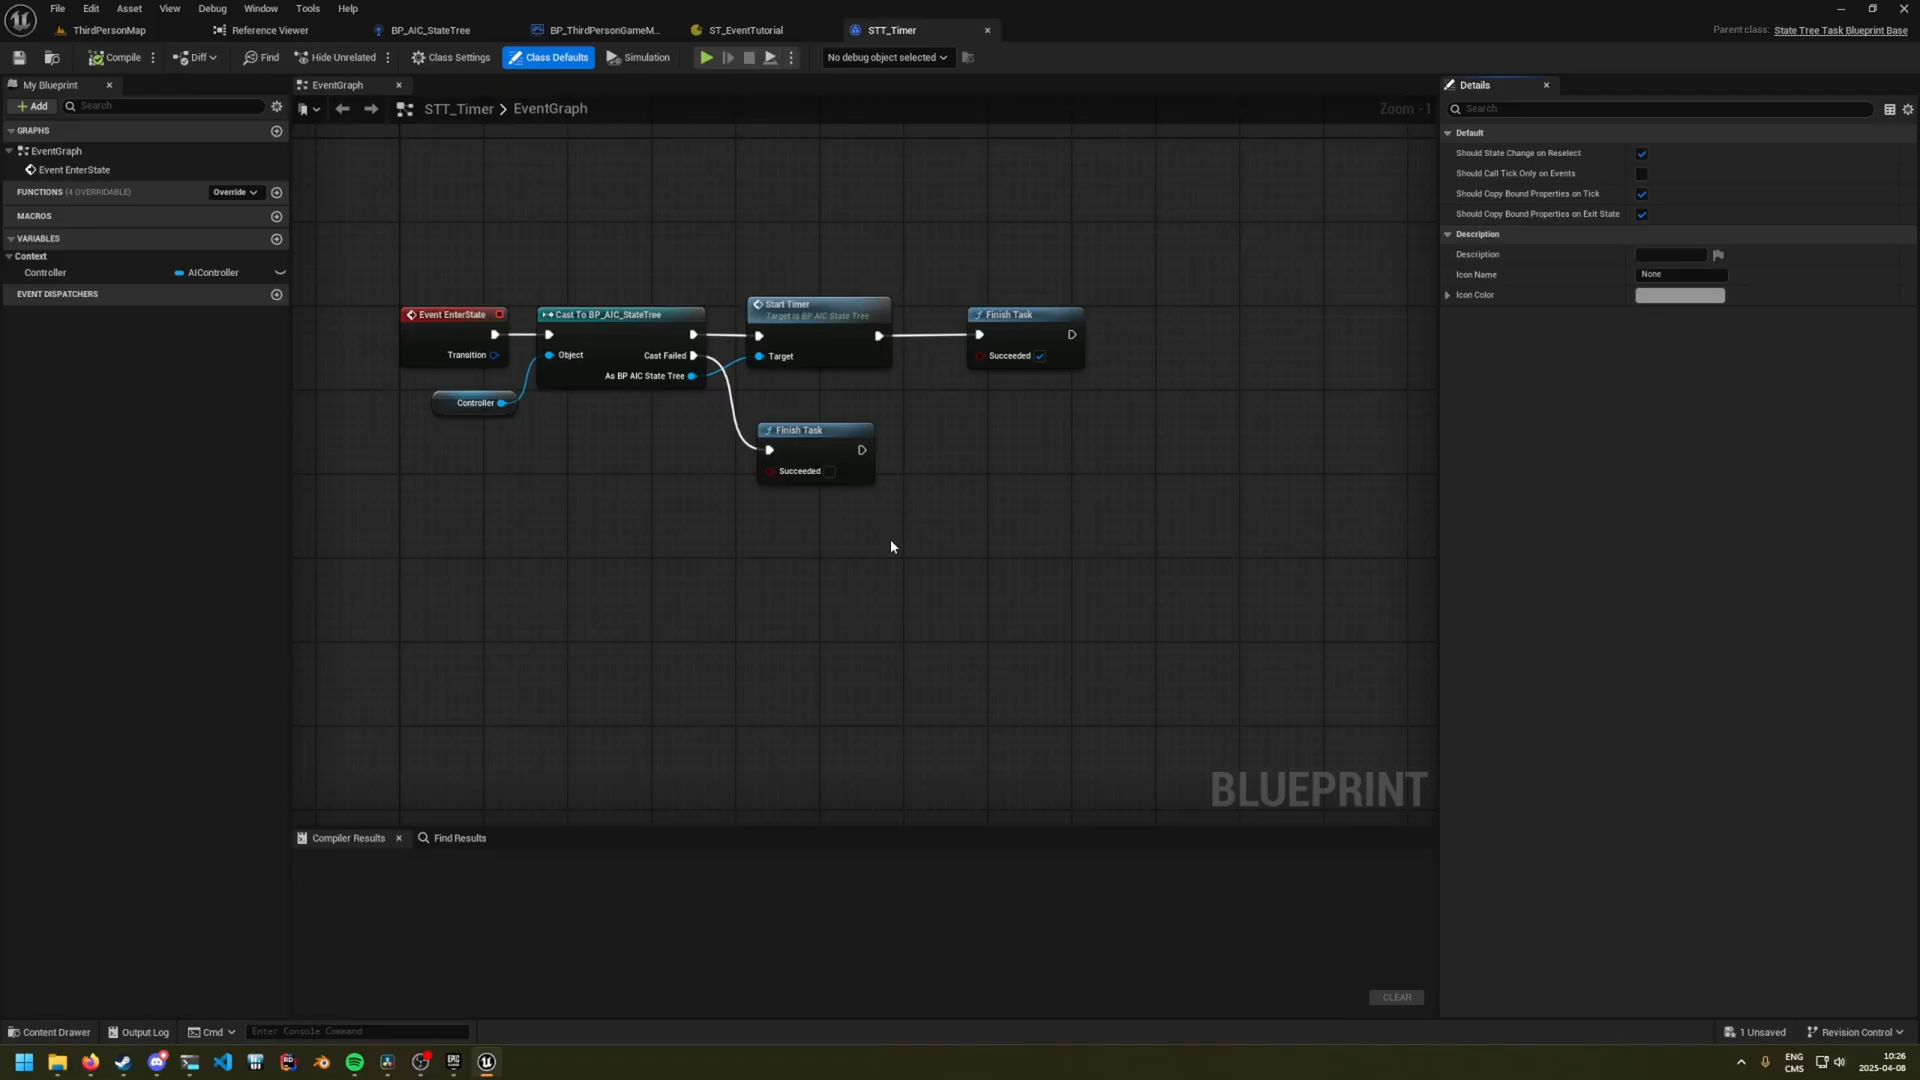 File Edit Asset View Debug Window Tools Help
ThirdPersonMap Reference Viewer BP_AIC_StateTree BP_ThirdPersonGameM... ST_EventTutorial STT_Timer
Parent class: State Tree Task Blueprint Base
Compile Diff Find Hide Unrelated Class Settings Class Defaults Simulation No debug object selected
My Blueprint
Add Search
GRAPHS
EventGraph
Event EnterState
FUNCTIONS (4 OVERRIDABLE) Override
MACROS
VARIABLES
Context
Controller AIController
EVENT DISPATCHERS
EventGraph
STT_Timer > EventGraph
Zoom -1
Event EnterState
Transition
Controller
Cast To BP_AIC_StateTree
Object Cast Failed
As BP AIC State Tree
Start Timer
Target is BP AIC State Tree
Target
Finish Task
Succeeded
Finish Task
Succeeded
BLUEPRINT
Compiler Results Find Results
CLEAR
Details
Search
Default
Should State Change on Reselect
Should Call Tick Only on Events
Should Copy Bound Properties on Tick
Should Copy Bound Properties on Exit State
Description
Description
Icon Name None
Icon Color
Content Drawer Output Log Cmd Enter Console Command 1 Unsaved Revision Control
ENG
CMS
10:26
2025-04-08